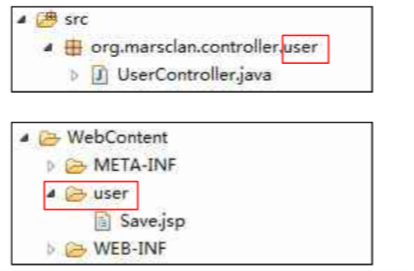 src
org.marsclan.controller.user
UserController.java
WebContent
META-INF
user
Save.jsp
WEB-INF